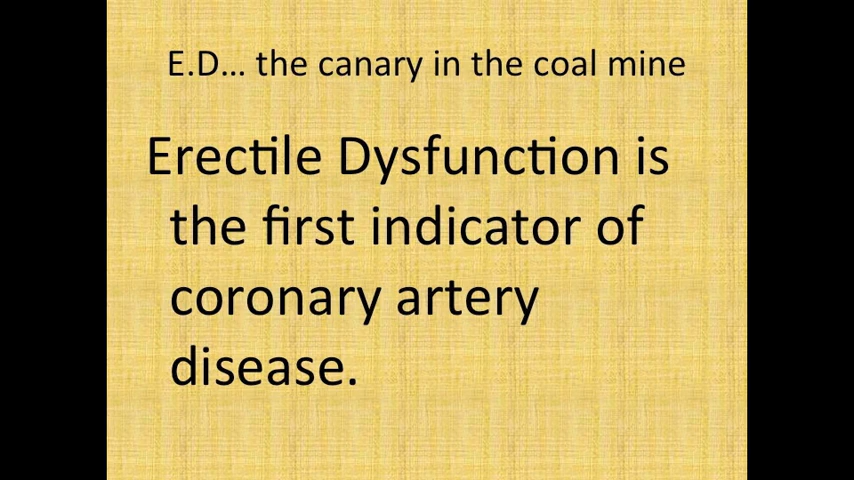 E.D... the canary in the coal mine
Erectile Dysfunction is
the first indicator of
coronary artery
disease.